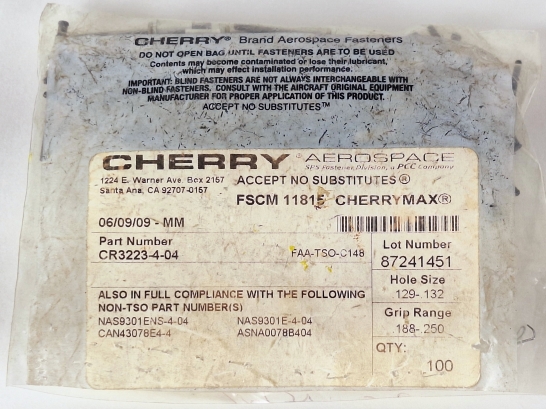 CHERRY® Brand Aerospace Fasteners
DO NOT OPEN BAG UNTIL FASTENERS ARE TO BE USED
Contents may become contaminated or lose their lubricant,
which may effect installation performance.
IMPORTANT: BLIND FASTENERS ARE NOT ALWAYS INTERCHANGEABLE WITH
NON-BLIND FASTENERS. CONSULT WITH THE AIRCRAFT ORIGINAL EQUIPMENT
MANUFACTURER FOR PROPER APPLICATION OF THIS PRODUCT.
ACCEPT NO SUBSTITUTES™
CHERRY® AEROSPACE
SPS Fastener Division, a PCC Company
1224 E. Warner Ave. Box 2157
Santa Ana, CA 92707-0157
ACCEPT NO SUBSTITUTES®
FSCM 11815 CHERRYMAX®
06/09/09 - MM
Part Number
CR3223-4-04
FAA-TSO-C148
Lot Number
87241451
Hole Size
.129-.132
Grip Range
.188-.250
QTY:
100
ALSO IN FULL COMPLIANCE WITH THE FOLLOWING
NON-TSO PART NUMBER(S)
NAS9301ENS-4-04 NAS9301E-4-04
CAN43078E4-4 ASNA0078B404